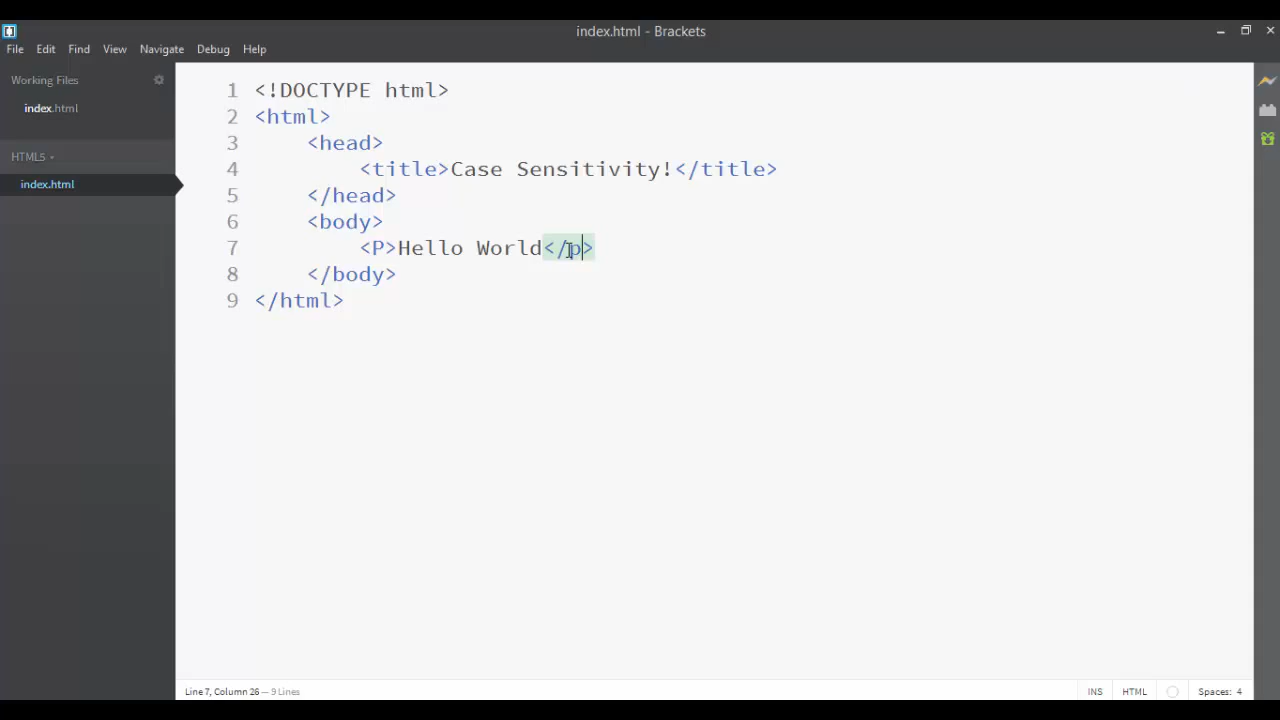 index.html - Brackets
File Edit Find View Navigate Debug Help
Working Files
index.html
HTML5
index.html
1 <!DOCTYPE html>
2 <html>
3 <head>
4 <title>Case Sensitivity!</title>
5 </head>
6 <body>
7 <P>Hello World</p>
8 </body>
9 </html>
Line 7, Column 26 — 9 Lines
INS HTML Spaces: 4